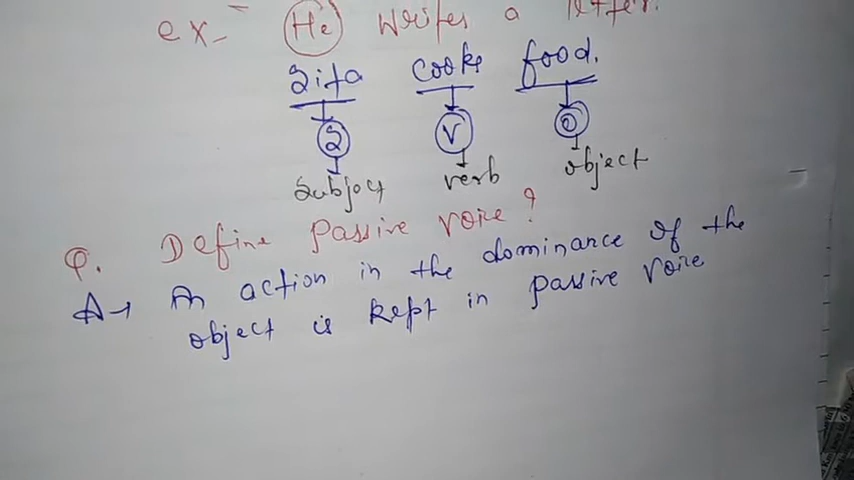 ex - He writes a letter.
Sita cooks food.
S V O
Subject verb object
Q. Define passive voice ?
A→ An action in the dominance of the
object is kept in passive voice